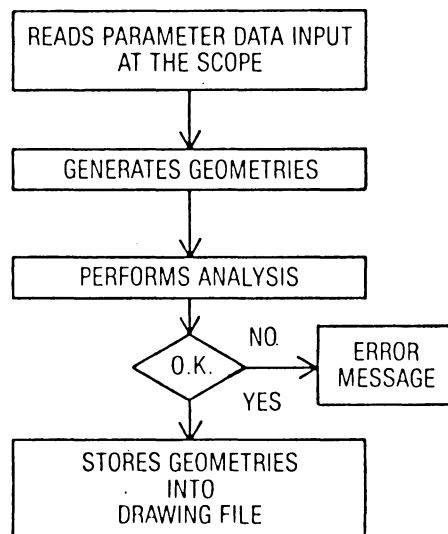 READS PARAMETER DATA INPUT
AT THE SCOPE
GENERATES GEOMETRIES
PERFORMS ANALYSIS
O.K.
NO.
YES
ERROR
MESSAGE
STORES GEOMETRIES
INTO
DRAWING FILE